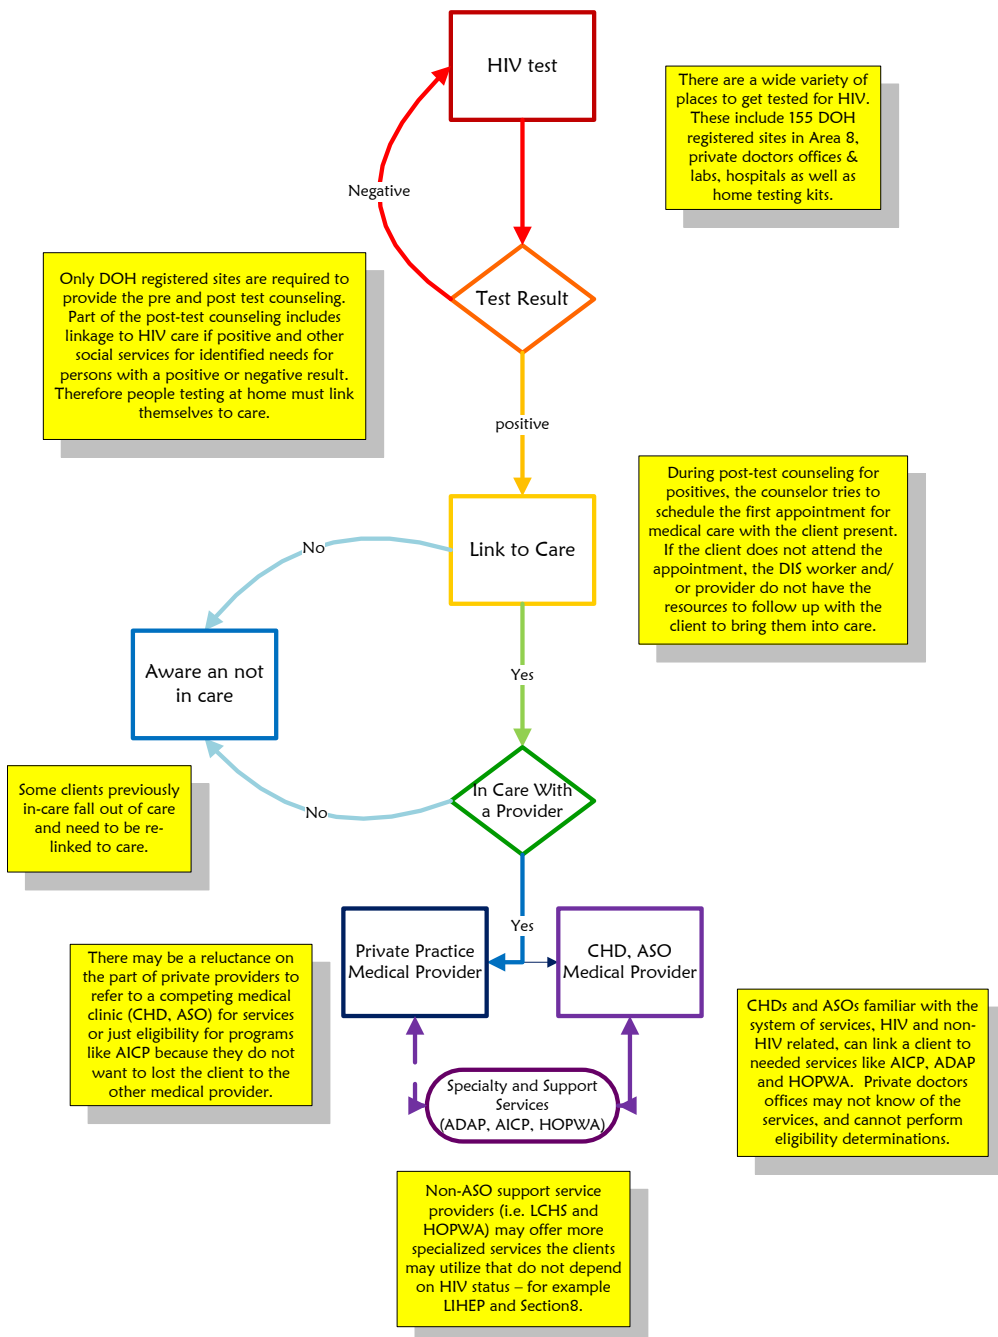 HIV test
There are a wide variety of
places to get tested for HIV.
These include 155 DOH
registered sites in Area 8,
private doctors offices &
labs, hospitals as well as
home testing kits.
Negative
Only DOH registered sites are required to
provide the pre and post test counseling.
Part of the post-test counseling includes
linkage to HIV care if positive and other
social services for identified needs for
persons with a positive or negative result.
Therefore people testing at home must link
themselves to care.
Test Result
positive
During post-test counseling for
positives, the counselor tries to
schedule the first appointment for
medical care with the client present.
If the client does not attend the
appointment, the DIS worker and/
or provider do not have the
resources to follow up with the
client to bring them into care.
Link to Care
No
Aware an not
in care
Yes
Some clients previously
in-care fall out of care
and need to be re-
linked to care.
No
In Care With
a Provider
Yes
Private Practice
Medical Provider
CHD, ASO
Medical Provider
There may be a reluctance on
the part of private providers to
refer to a competing medical
clinic (CHD, ASO) for services
or just eligibility for programs
like AICP because they do not
want to lost the client to the
other medical provider.
CHDs and ASOs familiar with the
system of services, HIV and non-
HIV related, can link a client to
needed services like AICP, ADAP
and HOPWA.  Private doctors
offices may not know of the
services, and cannot perform
eligibility determinations.
Specialty and Support
Services
(ADAP, AICP, HOPWA)
Non-ASO support service
providers (i.e. LCHS and
HOPWA) may offer more
specialized services the clients
may utilize that do not depend
on HIV status – for example
LIHEP and Section8.